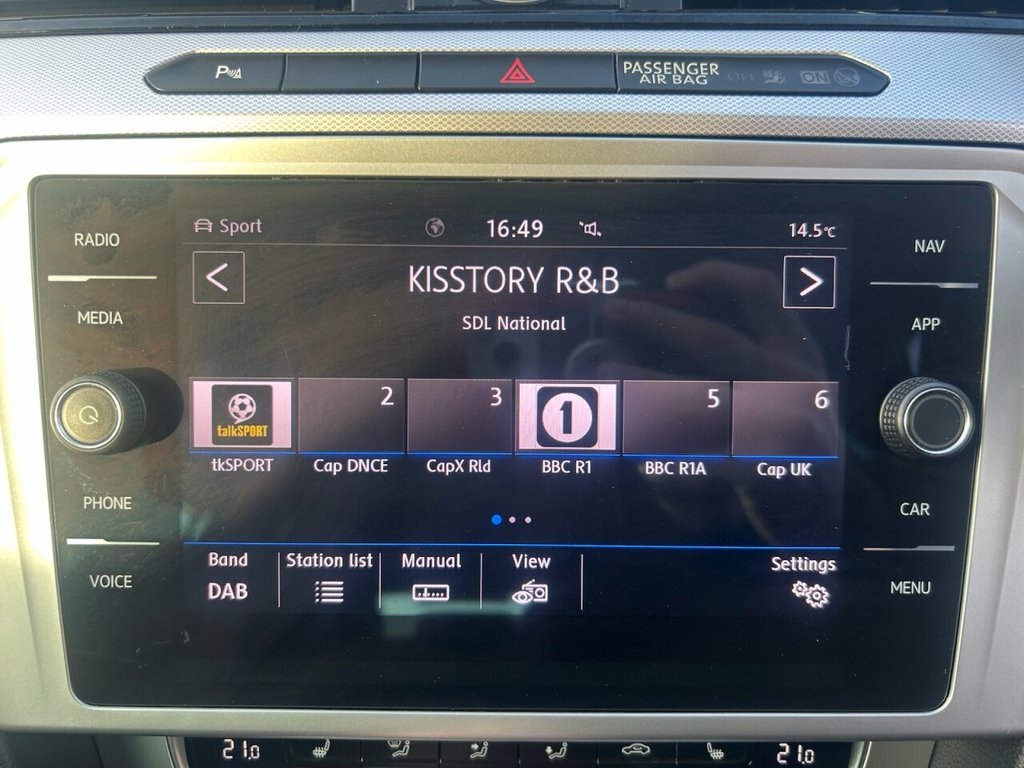 P
PASSENGER
AIR BAG OFF ON
RADIO
MEDIA
PHONE
VOICE
Sport 16:49 14.5°C
< KISSTORY R&B >
SDL National
talkSPORT 2 3 1 5 6
tkSPORT Cap DNCE CapX Rld BBC R1 BBC R1A Cap UK
Band Station list Manual View Settings
DAB
NAV
APP
CAR
MENU
21.0 21.0